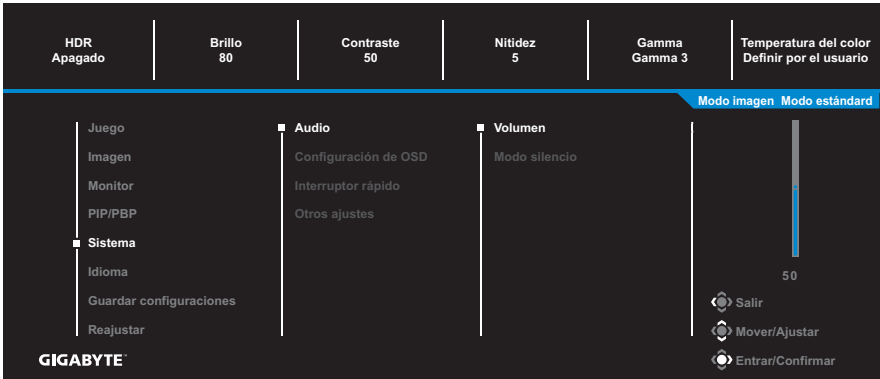 HDR
Apagado
Brillo
80
Contraste
50
Nitidez
5
Gamma
Gamma 3
Temperatura del color
Definir por el usuario
Modo imagen Modo estándard
Juego
Imagen
Monitor
PIP/PBP
Sistema
Idioma
Guardar configuraciones
Reajustar
Audio
Configuración de OSD
Interruptor rápido
Otros ajustes
Volumen
Modo silencio
50
Salir
Mover/Ajustar
Entrar/Confirmar
GIGABYTE™